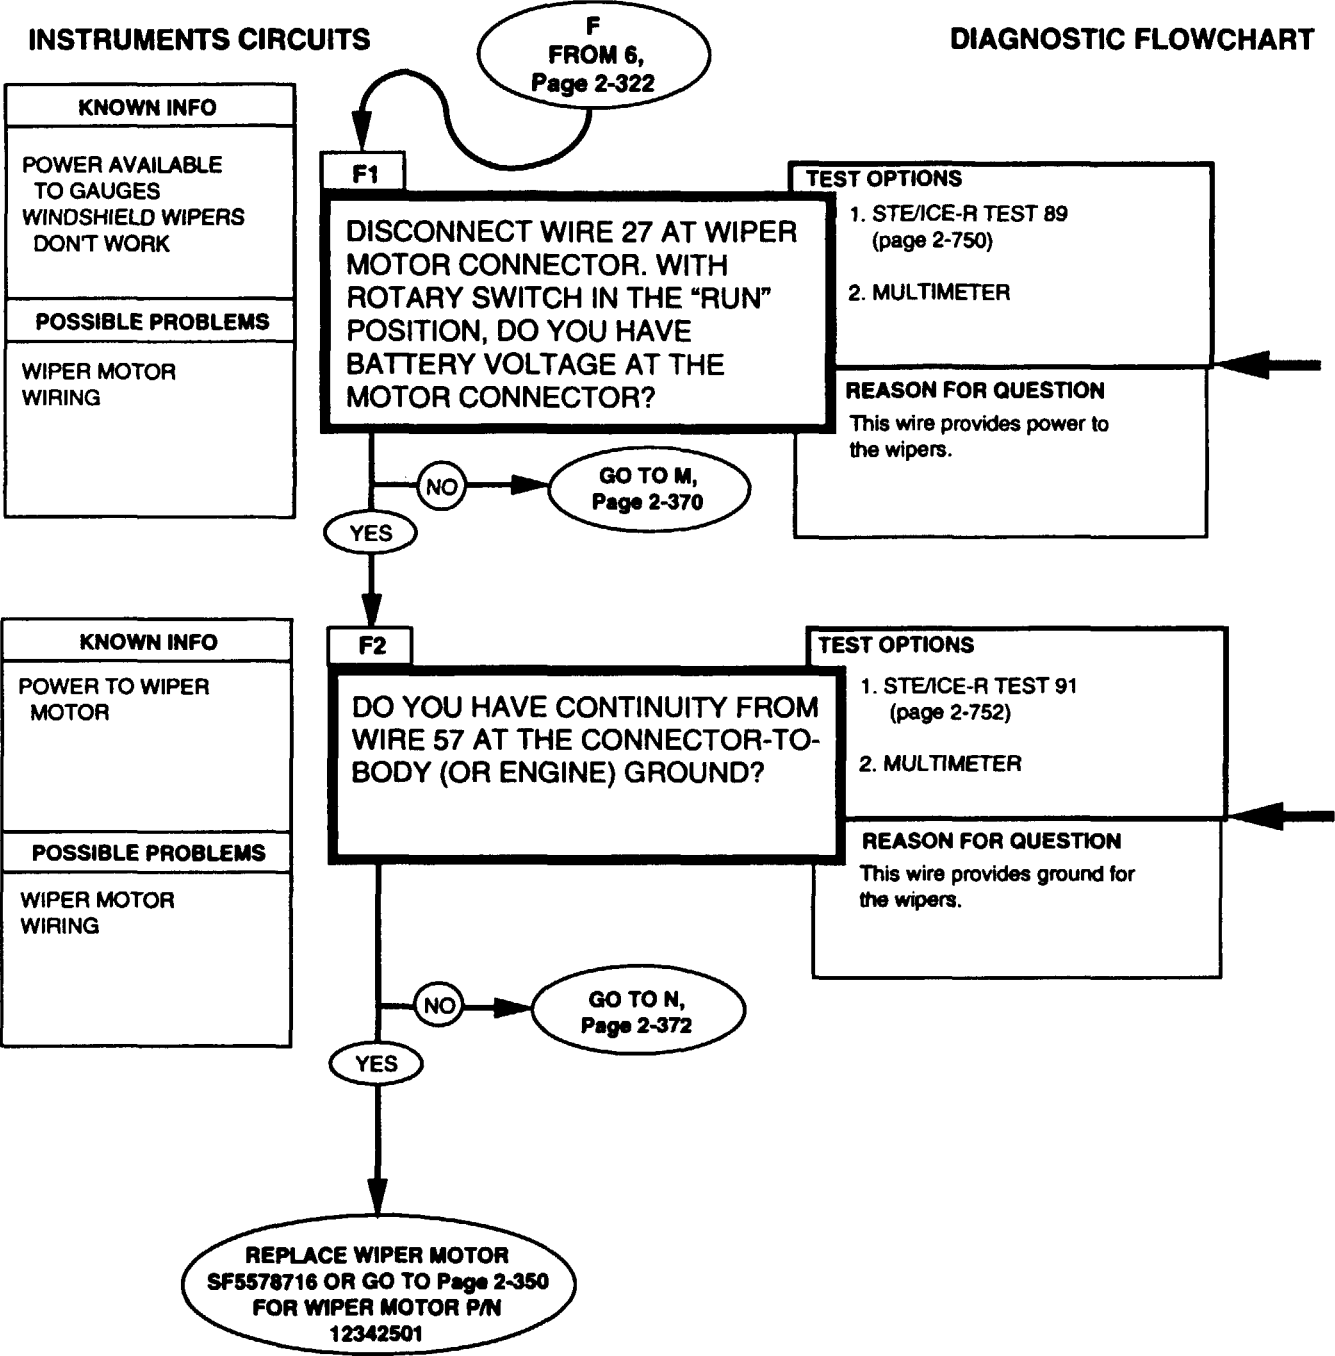 INSTRUMENTS CIRCUITS
DIAGNOSTIC FLOWCHART
F
FROM 6,
Page 2-322
KNOWN INFO
POWER AVAILABLE
TO GAUGES
WINDSHIELD WIPERS
DON'T WORK
POSSIBLE PROBLEMS
WIPER MOTOR
WIRING
F1
DISCONNECT WIRE 27 AT WIPER
MOTOR CONNECTOR. WITH
ROTARY SWITCH IN THE “RUN”
POSITION, DO YOU HAVE
BATTERY VOLTAGE AT THE
MOTOR CONNECTOR?
TEST OPTIONS
1. STE/ICE-R TEST 89
(page 2-750)
2. MULTIMETER
REASON FOR QUESTION
This wire provides power to
the wipers.
NO
GO TO M,
Page 2-370
YES
KNOWN INFO
POWER TO WIPER
MOTOR
POSSIBLE PROBLEMS
WIPER MOTOR
WIRING
F2
DO YOU HAVE CONTINUITY FROM
WIRE 57 AT THE CONNECTOR-TO-
BODY (OR ENGINE) GROUND?
TEST OPTIONS
1. STE/ICE-R TEST 91
(page 2-752)
2. MULTIMETER
REASON FOR QUESTION
This wire provides ground for
the wipers.
NO
GO TO N,
Page 2-372
YES
REPLACE WIPER MOTOR
SF5578716 OR GO TO Page 2-350
FOR WIPER MOTOR P/N
12342501